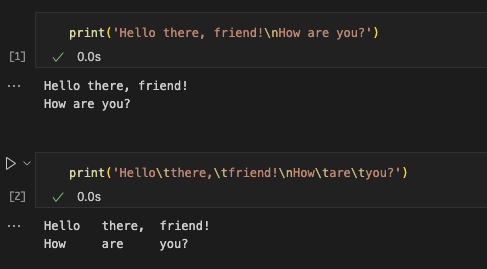 print('Hello there, friend!\nHow are you?')
[1]
0.0s
...
Hello there, friend!
How are you?
print('Hello\tthere,\tfriend!\nHow\tare\tyou?')
[2]
0.0s
...
Hello	there,	friend!
How	are	you?